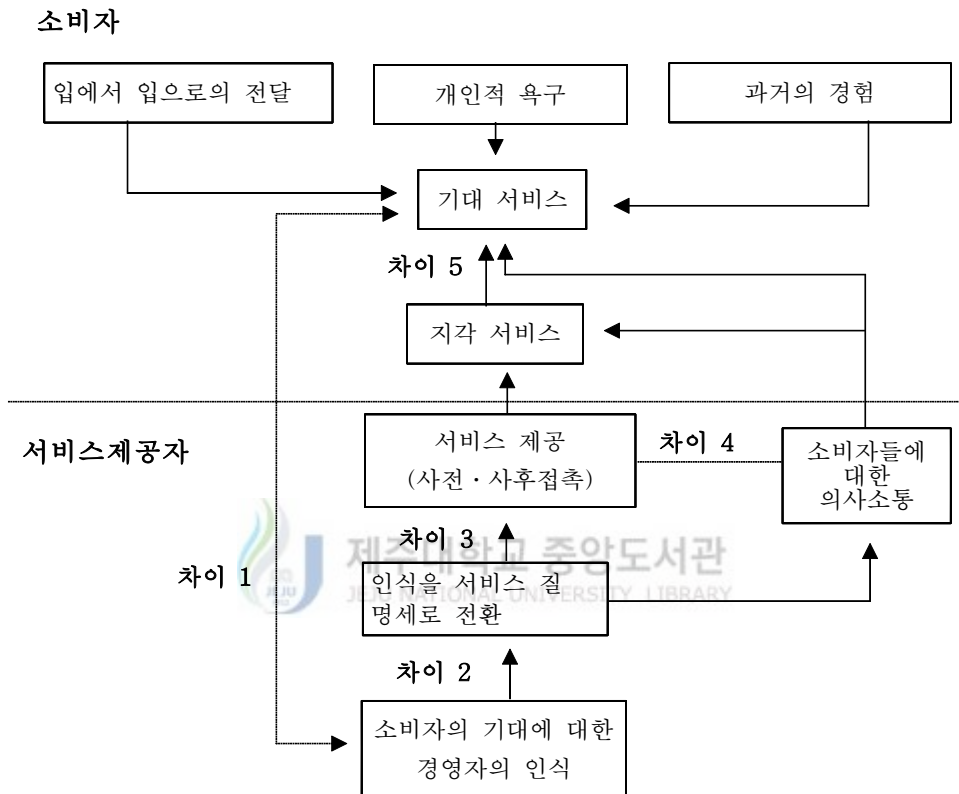 소비자
입에서 입으로의 전달
개인적 욕구
과거의 경험
기대 서비스
차이 5
지각 서비스
서비스제공자
서비스 제공
(사전·사후접촉)
차이 4
소비자들에
대한
의사소통
차이 3
제주대학교 중앙도서관
JEJU NATIONAL UNIVERSITY LIBRARY
차이 1
인식을 서비스 질
명세로 전환
차이 2
소비자의 기대에 대한
경영자의 인식